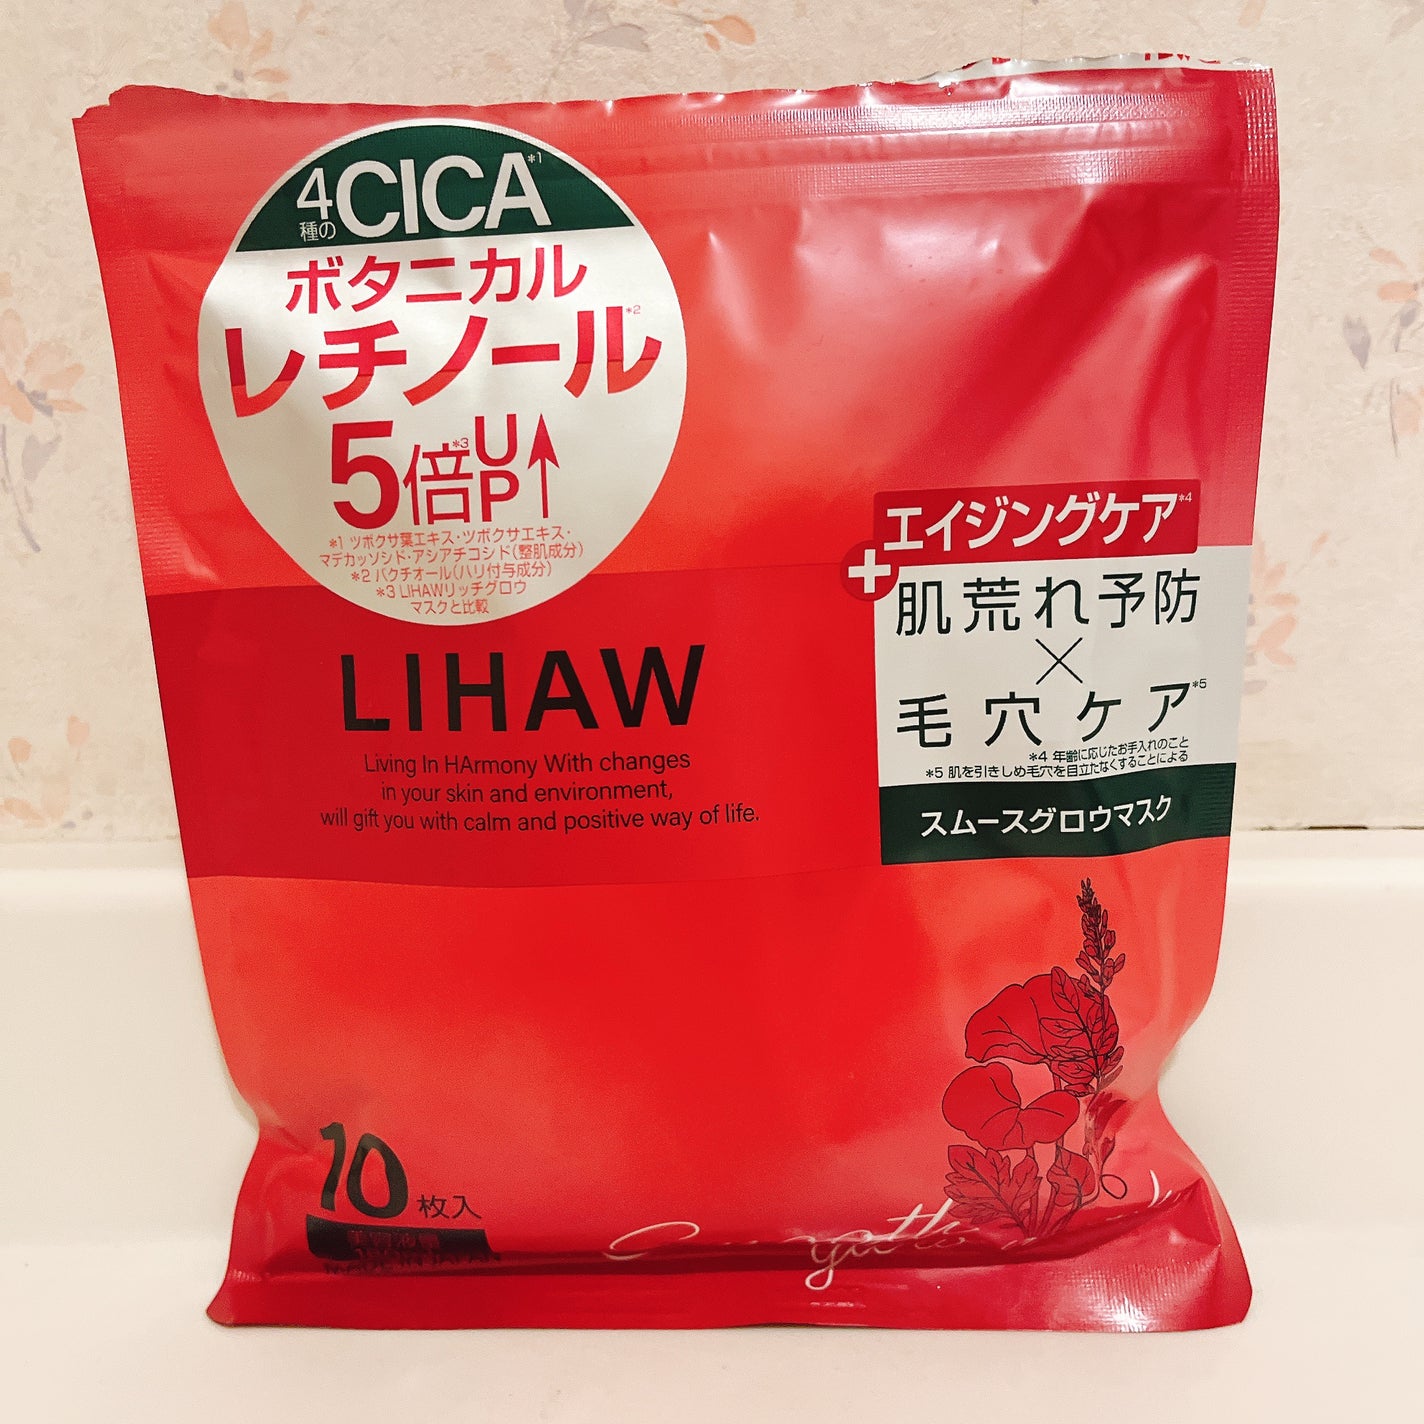 4種のCICA*1
ボタニカル
レチノール*2
5倍*3UP↑
*1 ツボクサ葉エキス・ツボクサエキス・
マデカッソシド・アシアチコシド(整肌成分)
*2 バクチオール(ハリ付与成分)
*3 LIHAWリッチグロウ
マスクと比較
エイジングケア*4
+
肌荒れ予防
×
毛穴ケア*5
*4 年齢に応じたお手入れのこと
*5 肌を引きしめ毛穴を目立たなくすることによる
スムースグロウマスク
LIHAW
Living In HArmony With changes
in your skin and environment,
will gift you with calm and positive way of life.
10枚入